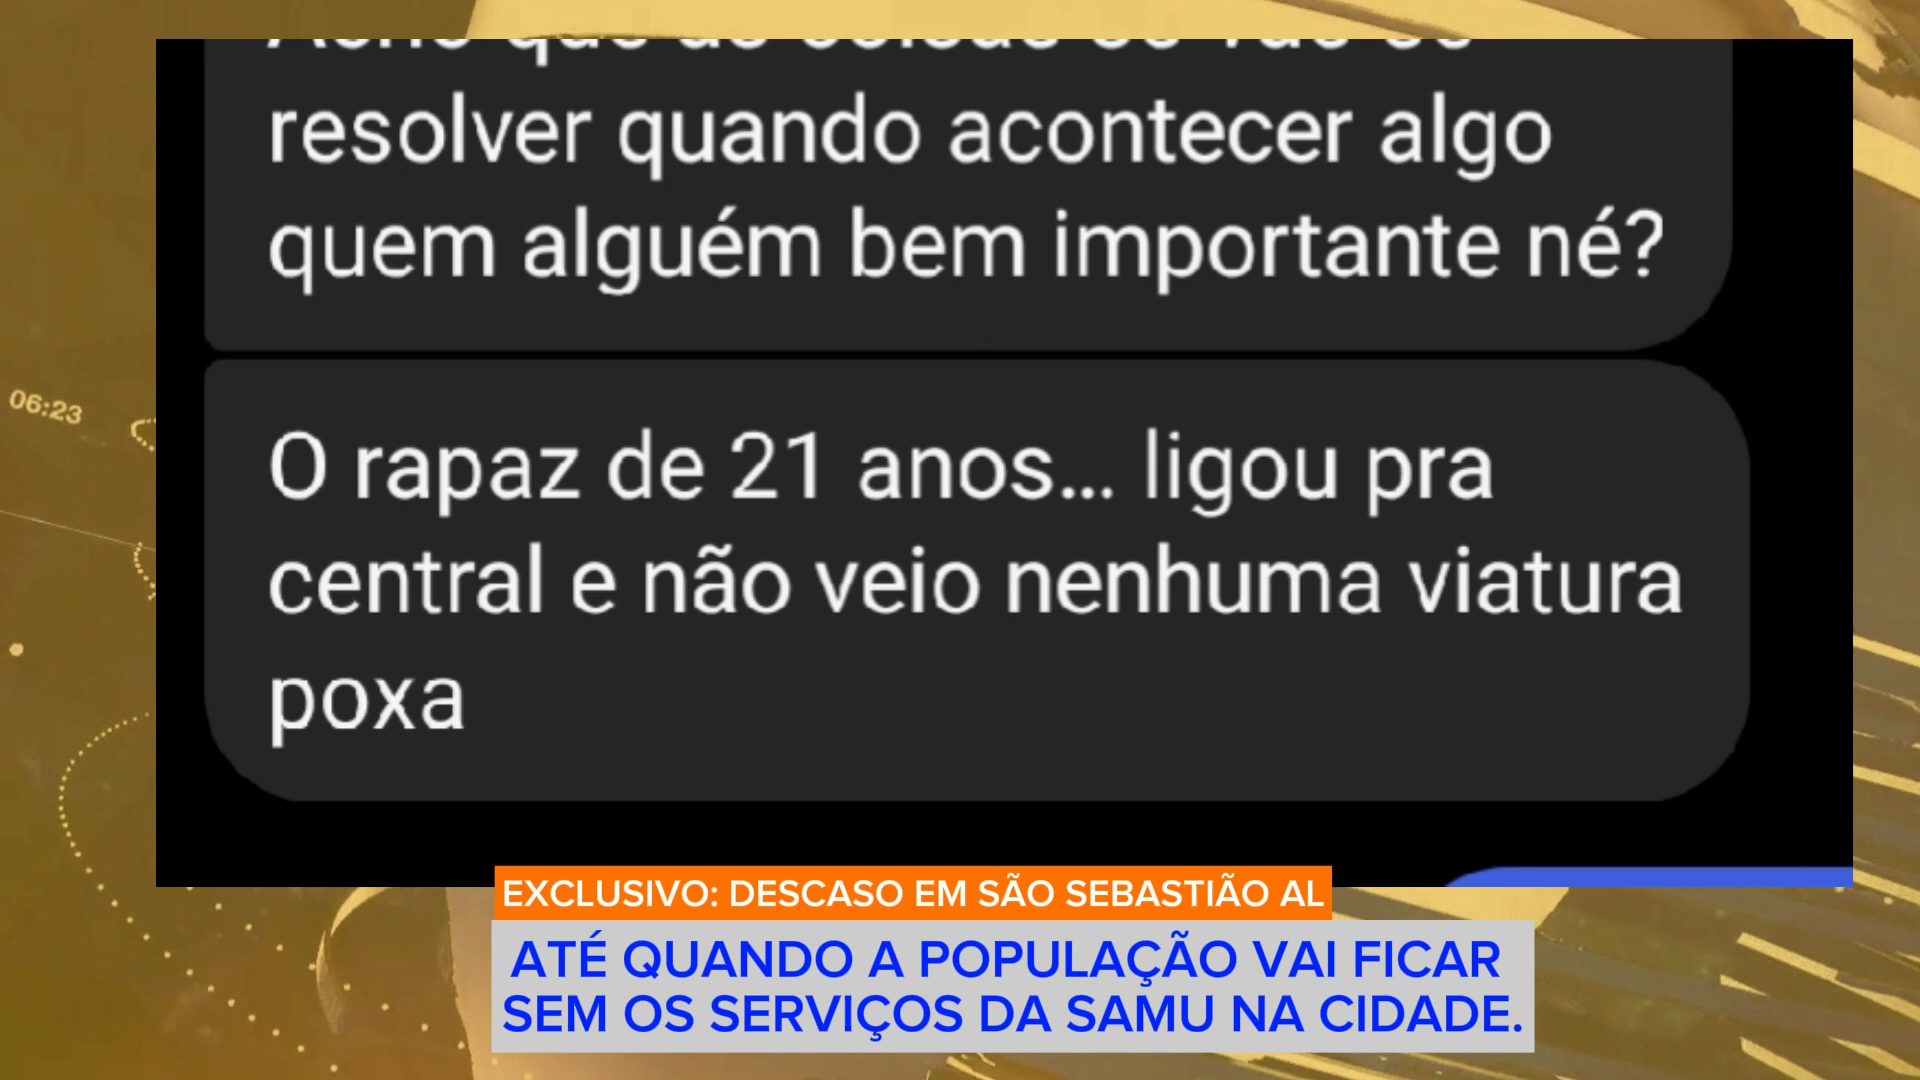 resolver quando acontecer algo
quem alguém bem importante né?
O rapaz de 21 anos... ligou pra
central e não veio nenhuma viatura
poxa
06:23
EXCLUSIVO: DESCASO EM SÃO SEBASTIÃO AL
ATÉ QUANDO A POPULAÇÃO VAI FICAR
SEM OS SERVIÇOS DA SAMU NA CIDADE.